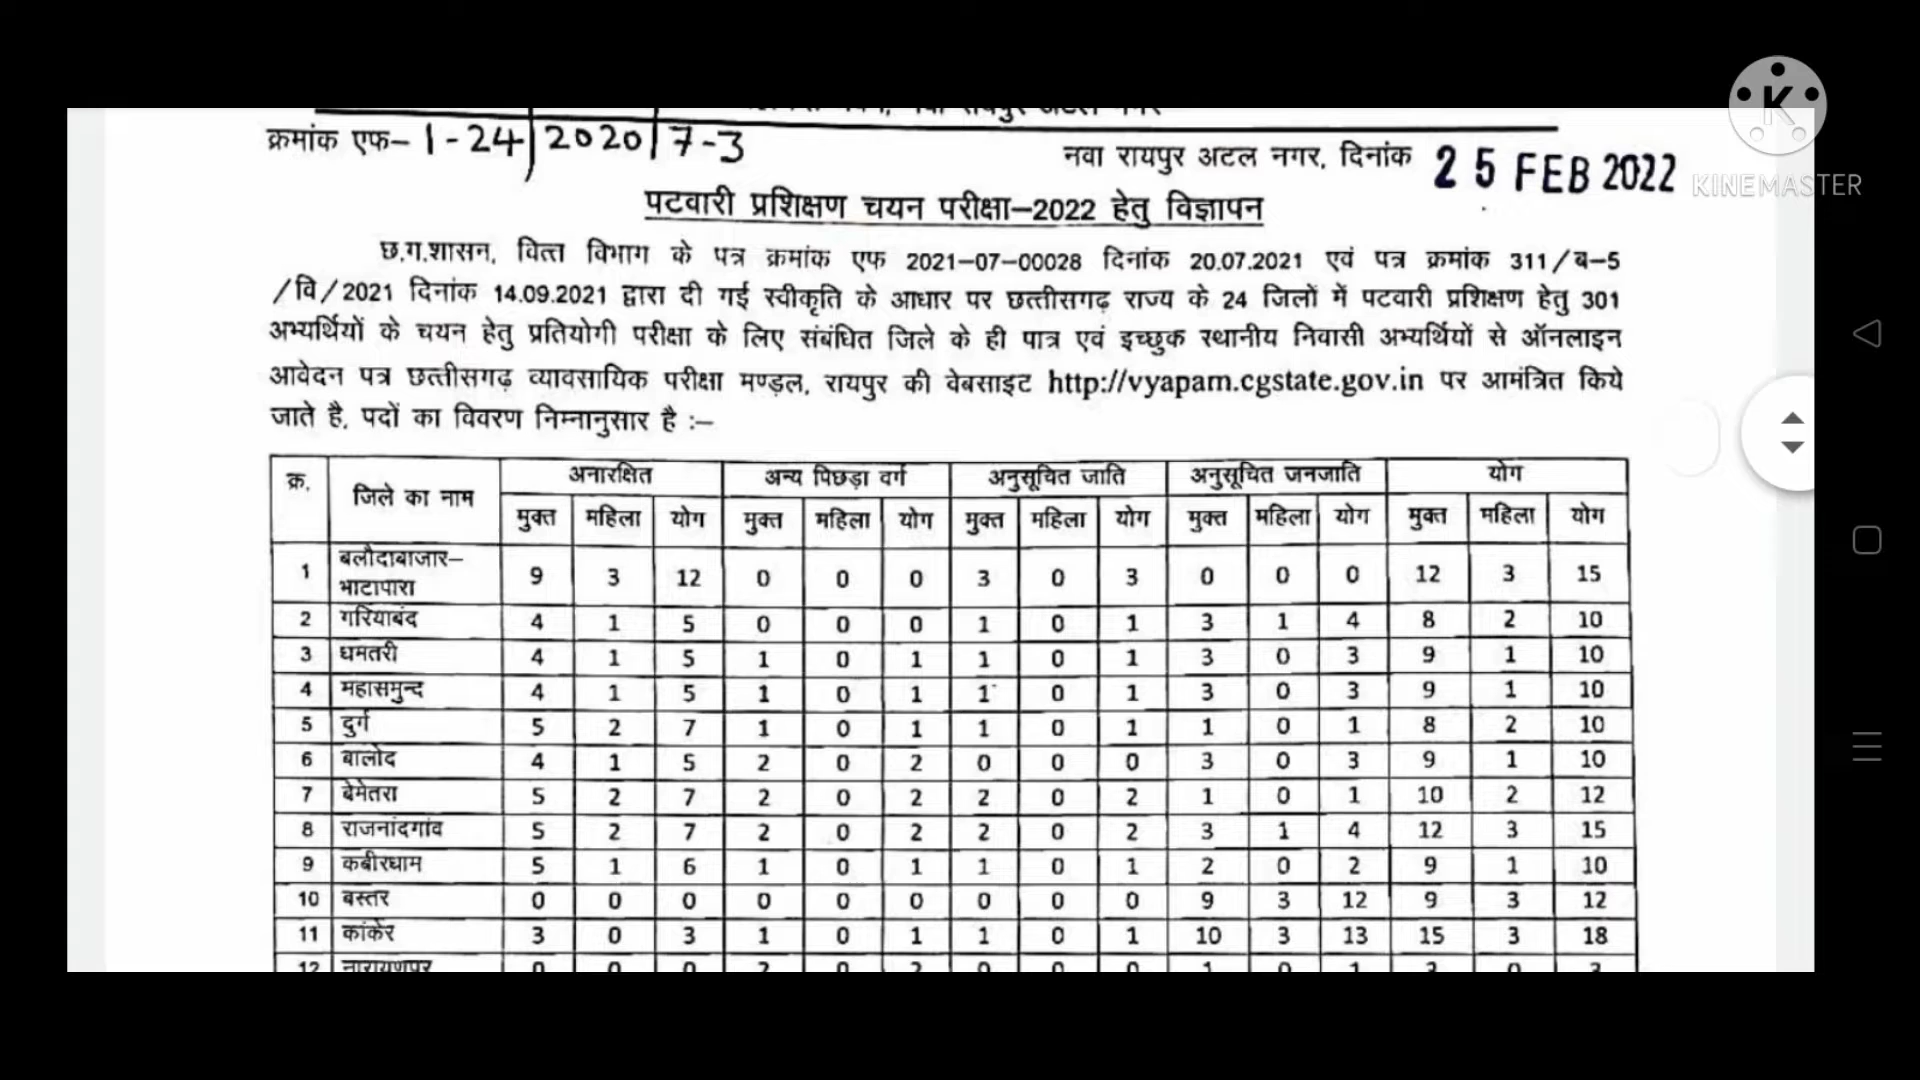 क्रमांक एफ– 1-24/2020/7-3
नवा रायपुर अटल नगर, दिनांक 25 FEB 2022
KINEMASTER
पटवारी प्रशिक्षण चयन परीक्षा–2022 हेतु विज्ञापन
छ.ग.शासन, वित्त विभाग के पत्र क्रमांक एफ 2021–07–00028 दिनांक 20.07.2021 एवं पत्र क्रमांक 311/ब–5
/वि/2021 दिनांक 14.09.2021 द्वारा दी गई स्वीकृति के आधार पर छत्तीसगढ़ राज्य के 24 जिलों में पटवारी प्रशिक्षण हेतु 301
अभ्यर्थियों के चयन हेतु प्रतियोगी परीक्षा के लिए संबंधित जिले के ही पात्र एवं इच्छुक स्थानीय निवासी अभ्यर्थियों से ऑनलाइन
आवेदन पत्र छत्तीसगढ़ व्यावसायिक परीक्षा मण्डल, रायपुर की वेबसाइट http://vyapam.cgstate.gov.in पर आमंत्रित किये
जाते है, पदों का विवरण निम्नानुसार है :–
क्र. जिले का नाम अनारक्षित अन्य पिछड़ा वर्ग अनुसूचित जाति अनुसूचित जनजाति योग
मुक्त महिला योग मुक्त महिला योग मुक्त महिला योग मुक्त महिला योग मुक्त महिला योग
1 बलौदाबाजार–भाटापारा 9 3 12 0 0 0 3 0 3 0 0 0 12 3 15
2 गरियाबंद 4 1 5 0 0 0 1 0 1 3 1 4 8 2 10
3 धमतरी 4 1 5 1 0 1 1 0 1 3 0 3 9 1 10
4 महासमुन्द 4 1 5 1 0 1 1 0 1 3 0 3 9 1 10
5 दुर्ग 5 2 7 1 0 1 1 0 1 1 0 1 8 2 10
6 बालोद 4 1 5 2 0 2 0 0 0 3 0 3 9 1 10
7 बेमेतरा 5 2 7 2 0 2 2 0 2 1 0 1 10 2 12
8 राजनांदगांव 5 2 7 2 0 2 2 0 2 3 1 4 12 3 15
9 कबीरधाम 5 1 6 1 0 1 1 0 1 2 0 2 9 1 10
10 बस्तर 0 0 0 0 0 0 0 0 0 9 3 12 9 3 12
11 कांकेर 3 0 3 1 0 1 1 0 1 10 3 13 15 3 18
12 नारायणपुर